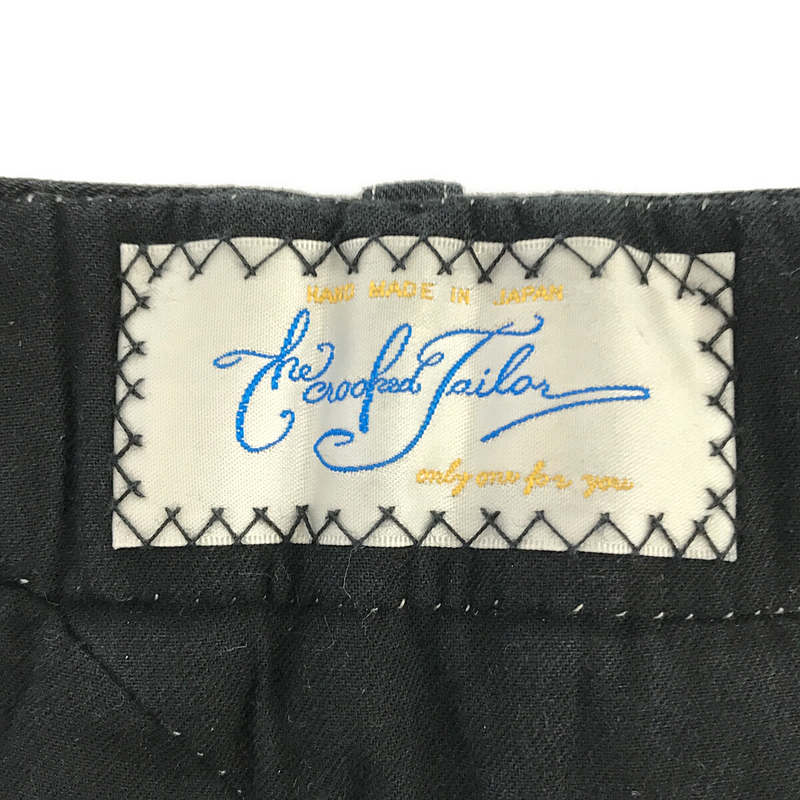 HAND MADE IN JAPAN
The Crooked Tailor
only one for you